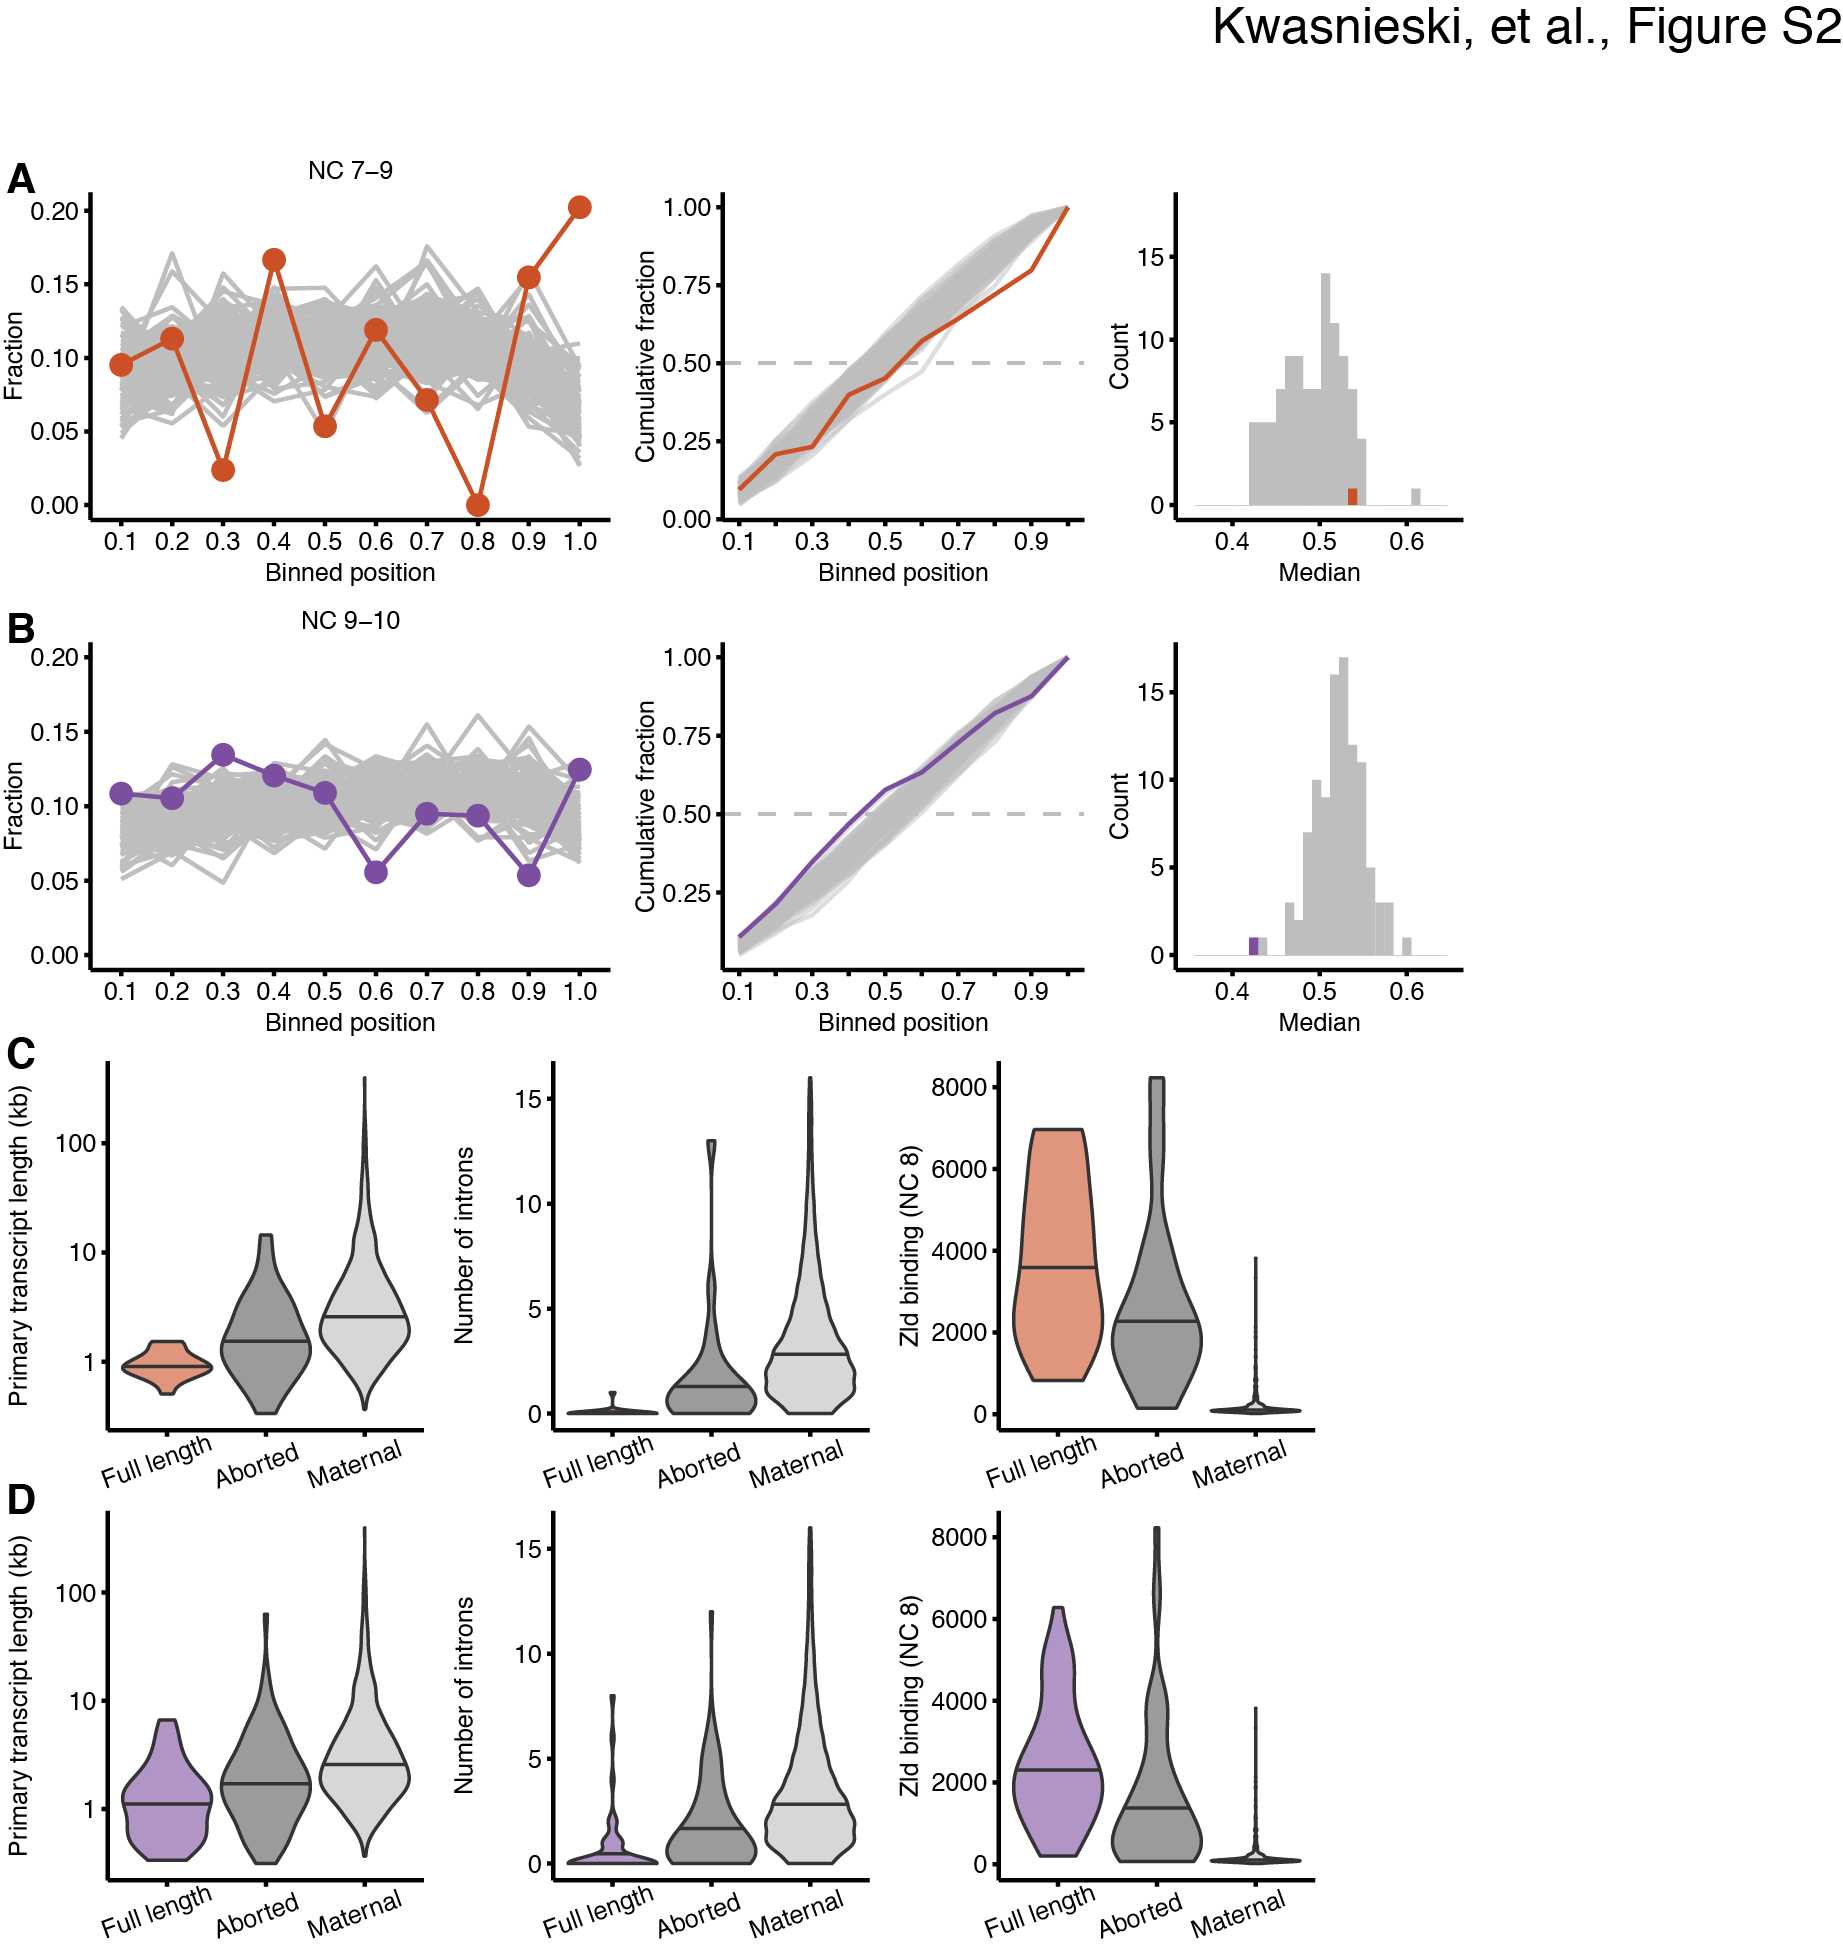 Kwasnieski, et al., Figure S2
A
NC 7–9
Fraction
0.20
0.15
0.10
0.05
0.00
0.1 0.2 0.3 0.4 0.5 0.6 0.7 0.8 0.9 1.0
Binned position
Cumulative fraction
1.00
0.75
0.50
0.25
0.00
0.1 0.3 0.5 0.7 0.9
Binned position
Count
15
10
5
0
0.4 0.5 0.6
Median
B
NC 9–10
Fraction
0.20
0.15
0.10
0.05
0.00
0.1 0.2 0.3 0.4 0.5 0.6 0.7 0.8 0.9 1.0
Binned position
Cumulative fraction
1.00
0.75
0.50
0.25
0.1 0.3 0.5 0.7 0.9
Binned position
Count
15
10
5
0
0.4 0.5 0.6
Median
C
Primary transcript length (kb)
100
10
1
Full length Aborted Maternal
Number of introns
15
10
5
0
Full length Aborted Maternal
Zld binding (NC 8)
8000
6000
4000
2000
0
Full length Aborted Maternal
D
Primary transcript length (kb)
100
10
1
Full length Aborted Maternal
Number of introns
15
10
5
0
Full length Aborted Maternal
Zld binding (NC 8)
8000
6000
4000
2000
0
Full length Aborted Maternal